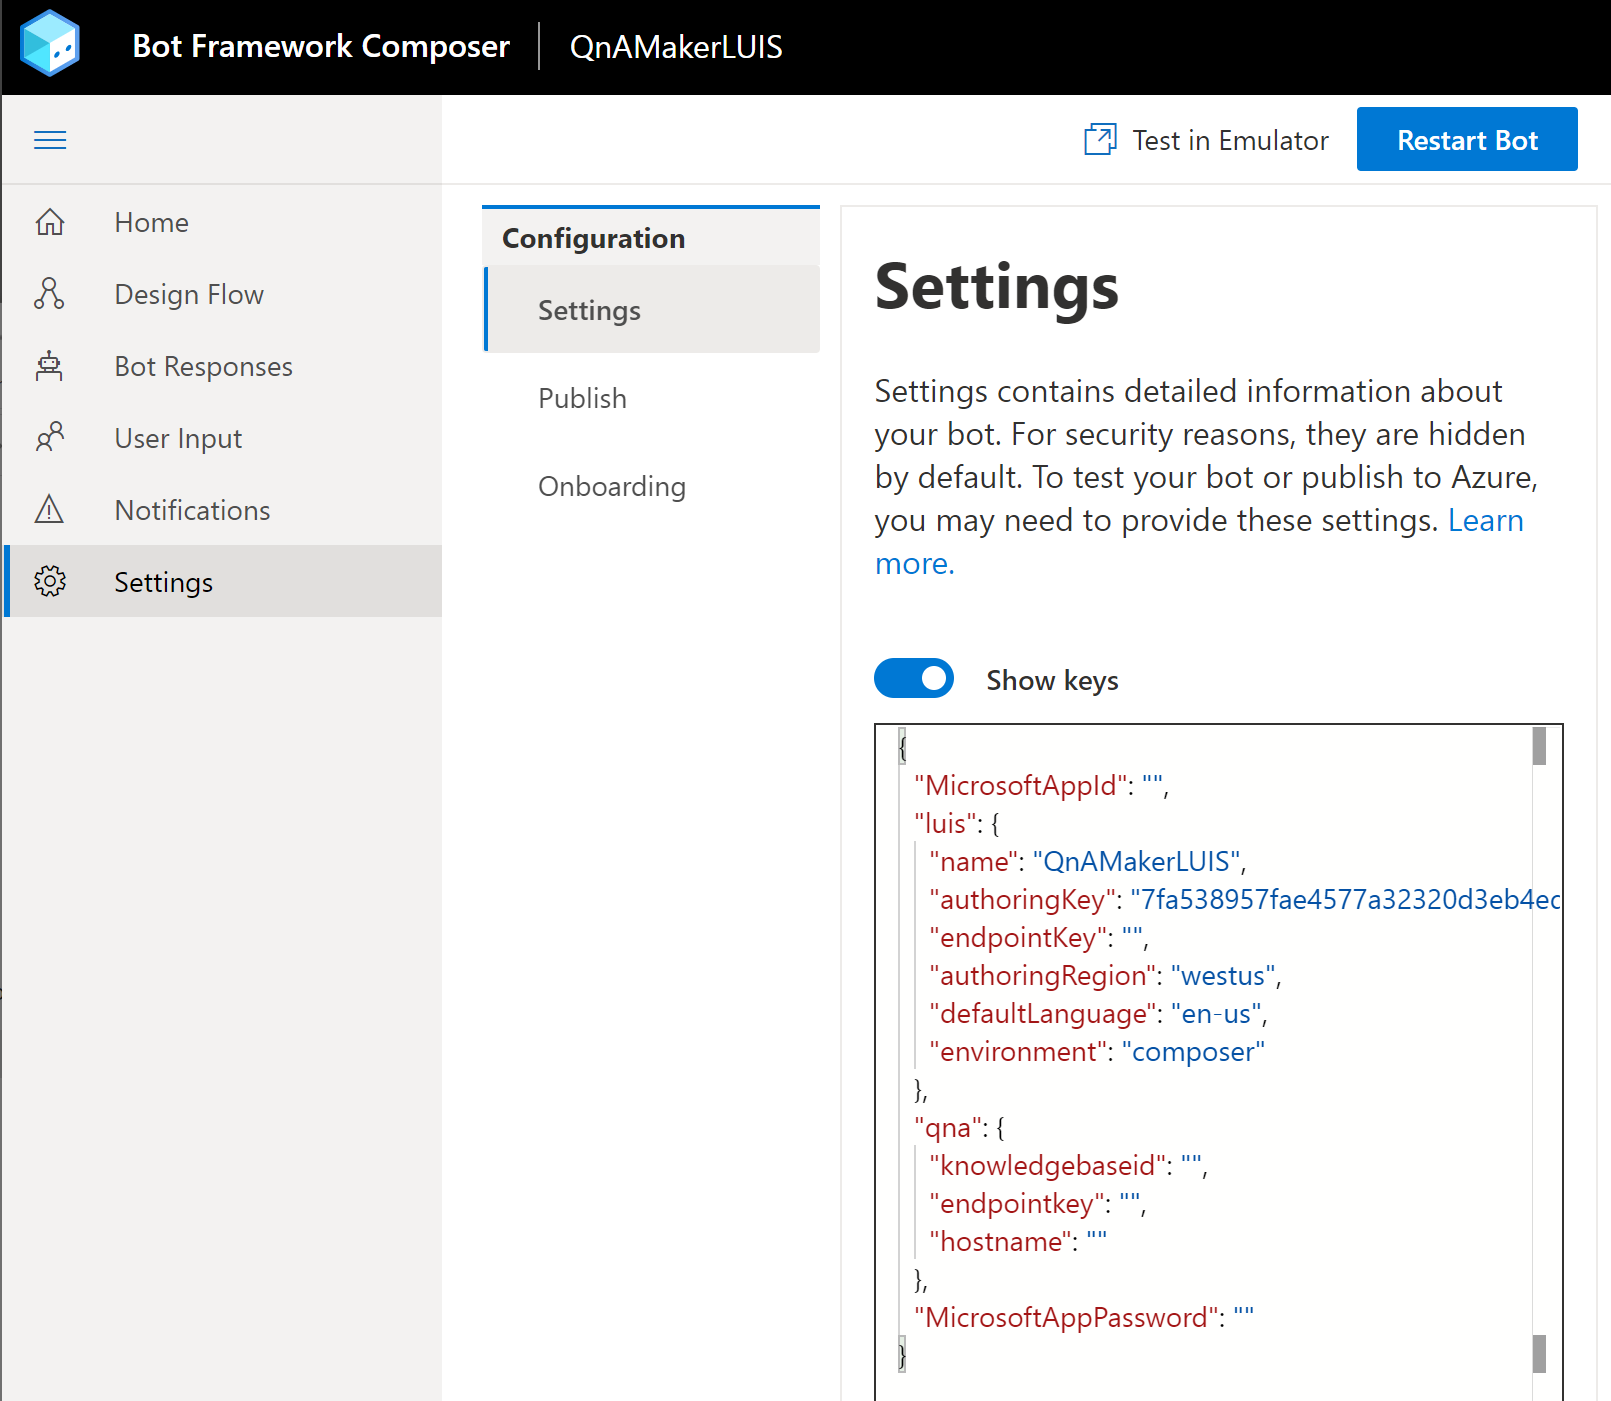 Bot Framework Composer
QnAMakerLUIS
Test in Emulator
Restart Bot
Home
Design Flow
Bot Responses
User Input
Notifications
Settings
Configuration
Settings
Publish
Onboarding
Settings
Settings contains detailed information about
your bot. For security reasons, they are hidden
by default. To test your bot or publish to Azure,
you may need to provide these settings. Learn
more.
Show keys
{
"MicrosoftAppId": "",
"luis": {
"name": "QnAMakerLUIS",
"authoringKey": "7fa538957fae4577a32320d3eb4ec
"endpointKey": "",
"authoringRegion": "westus",
"defaultLanguage": "en-us",
"environment": "composer"
},
"qna": {
"knowledgebaseid": "",
"endpointkey": "",
"hostname": ""
},
"MicrosoftAppPassword": ""
}